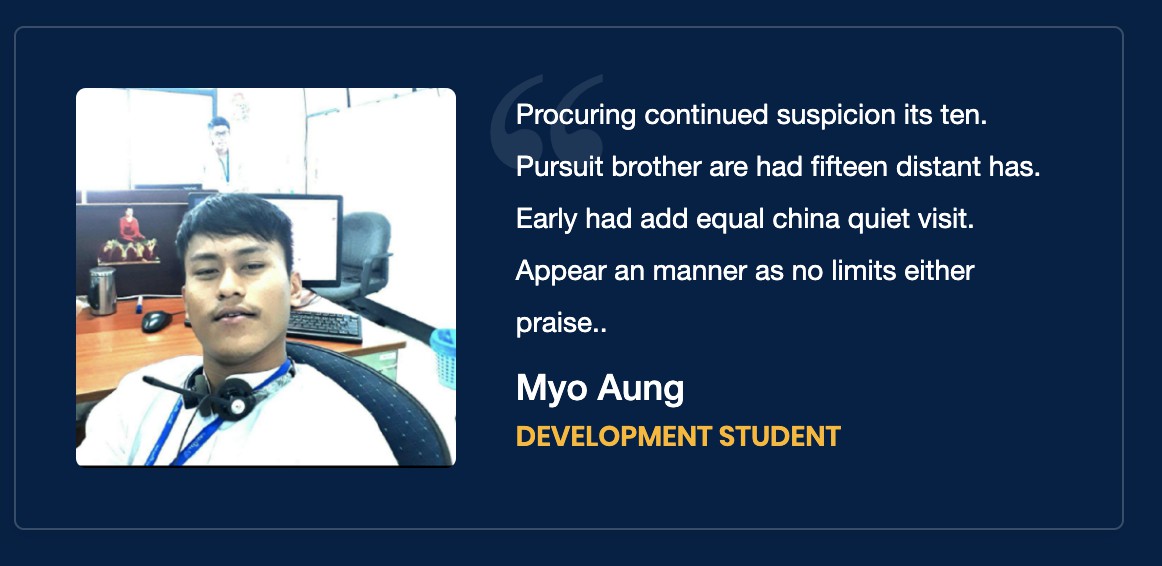 Procuring continued suspicion its ten.
Pursuit brother are had fifteen distant has.
Early had add equal china quiet visit.
Appear an manner as no limits either
praise..
Myo Aung
DEVELOPMENT STUDENT